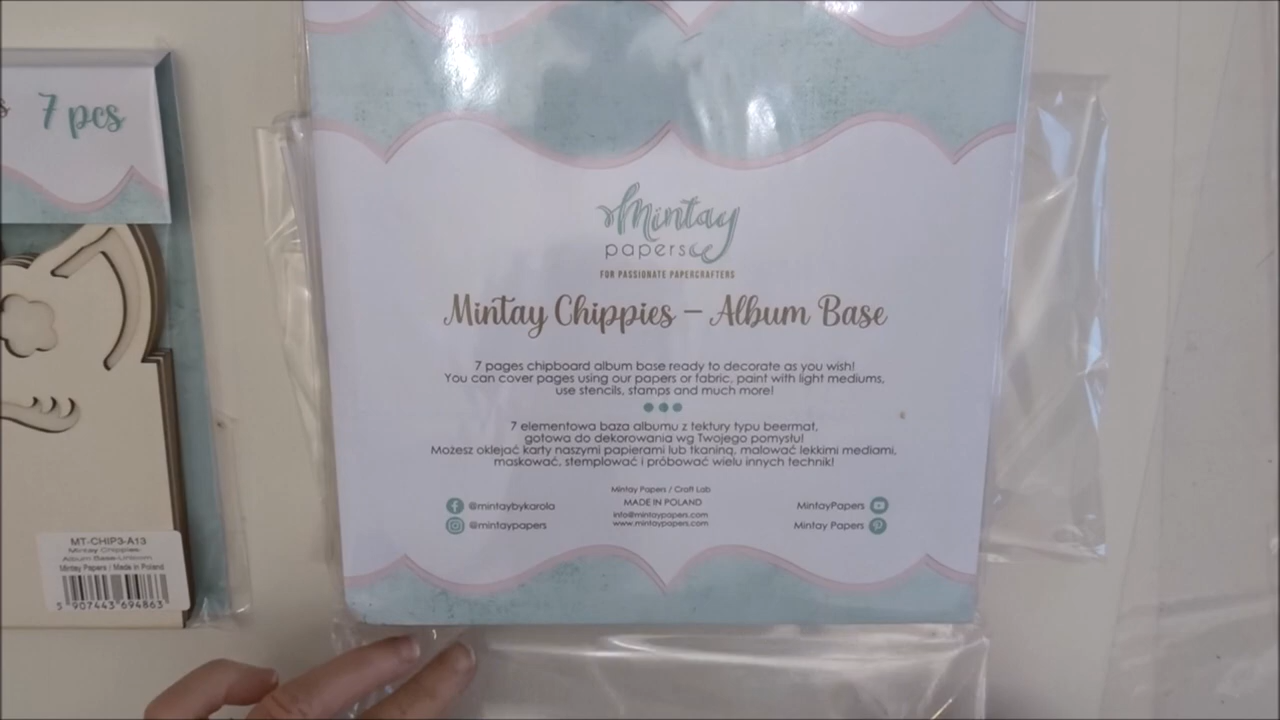 7 pcs
MT-CHIP3-A13
Mintay Chippies-
Album Base-Unicorn
Mintay Papers / Made in Poland
5 907443 694863
Mintay
papers
FOR PASSIONATE PAPERCRAFTERS
Mintay Chippies – Album Base
7 pages chipboard album base ready to decorate as you wish!
You can cover pages using our papers or fabric, paint with light mediums,
use stencils, stamps and much more!
7 elementowa baza albumu z tektury typu beermat,
gotowa do dekorowania wg Twojego pomysłu!
Możesz oklejać karty naszymi papierami lub tkaniną, malować lekkimi mediami,
maskować, stemplować i próbować wielu innych technik!
Mintay Papers / Craft Lab
MADE IN POLAND
info@mintaypapers.com
www.mintaypapers.com
@mintaybykarola
@mintaypapers
MintayPapers
Mintay Papers